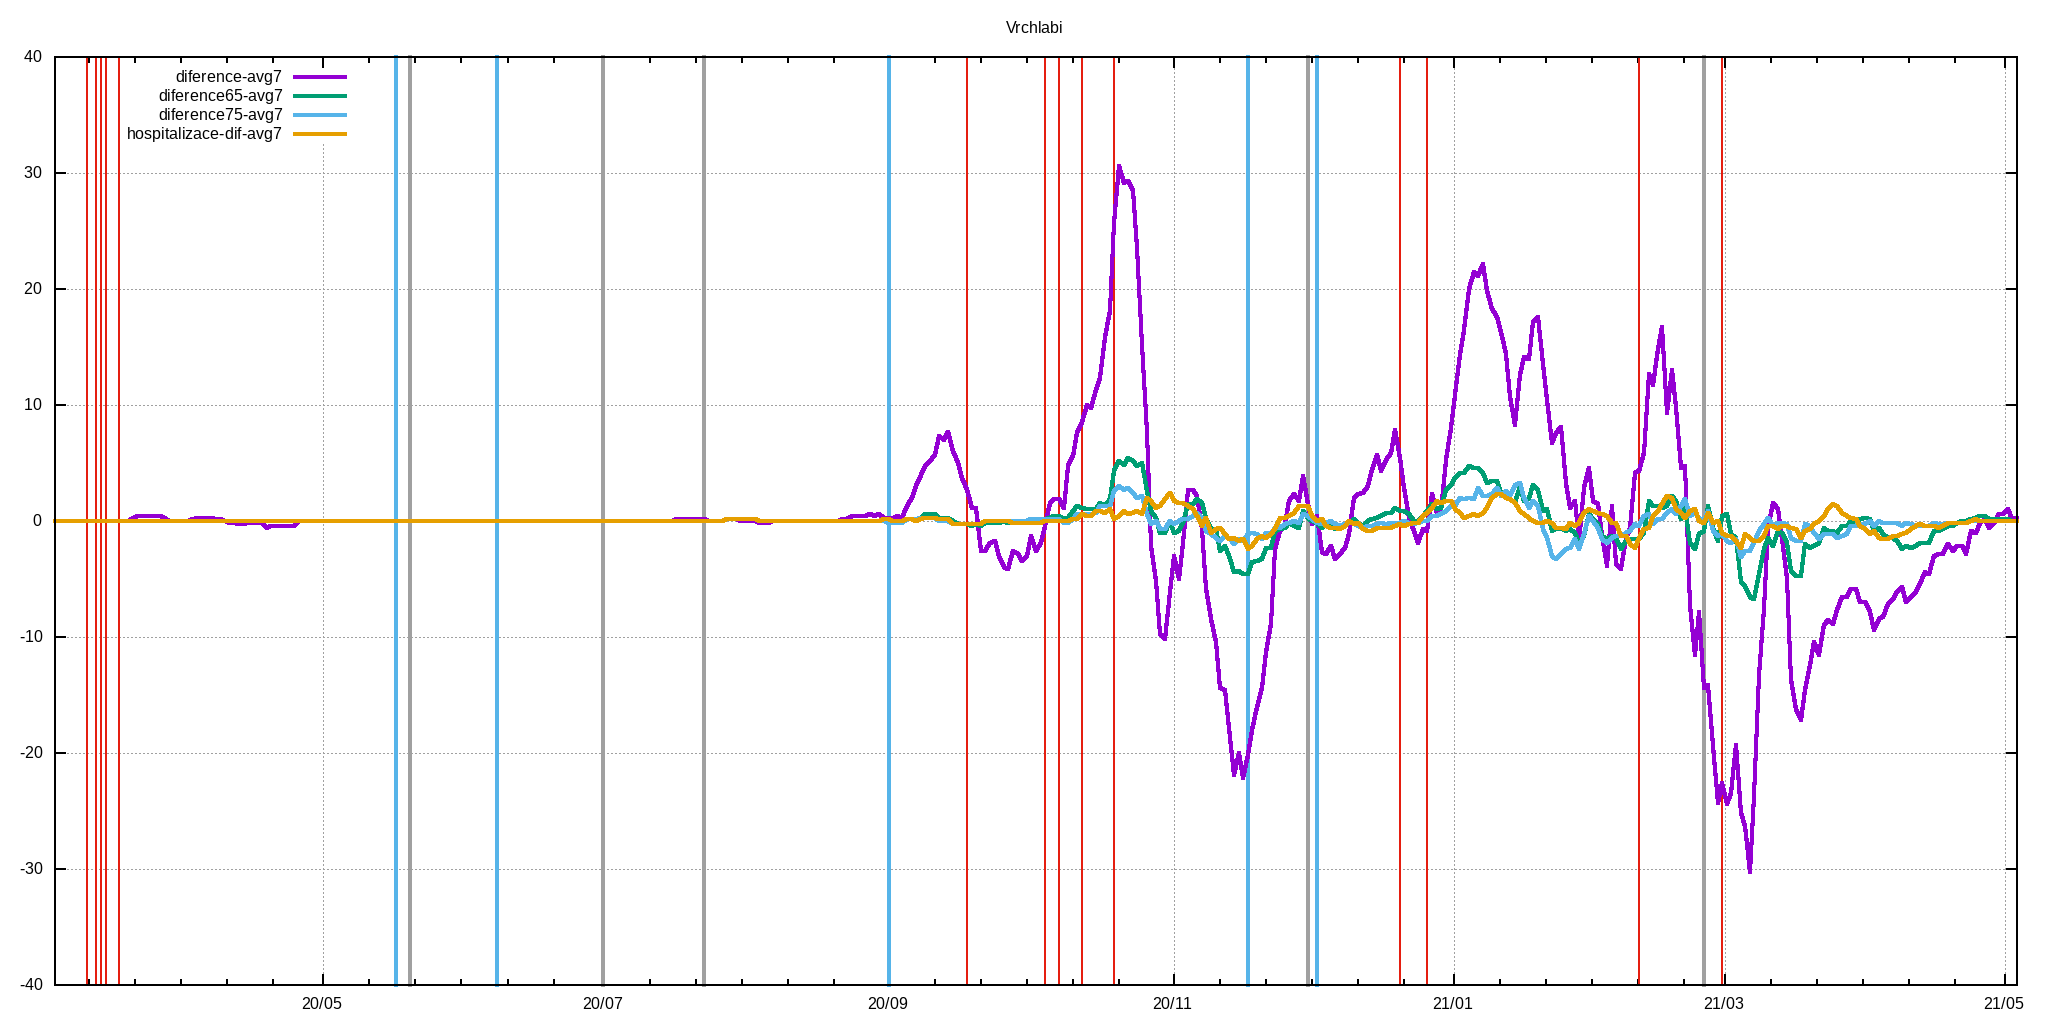 Vrchlabi
40
diference-avg7
diference65-avg7
diference75-avg7
hospitalizace-dif-avg7
30
20
10
0
-10
-20
-30
-40
20/05 20/07 20/09 20/11 21/01 21/03 21/05